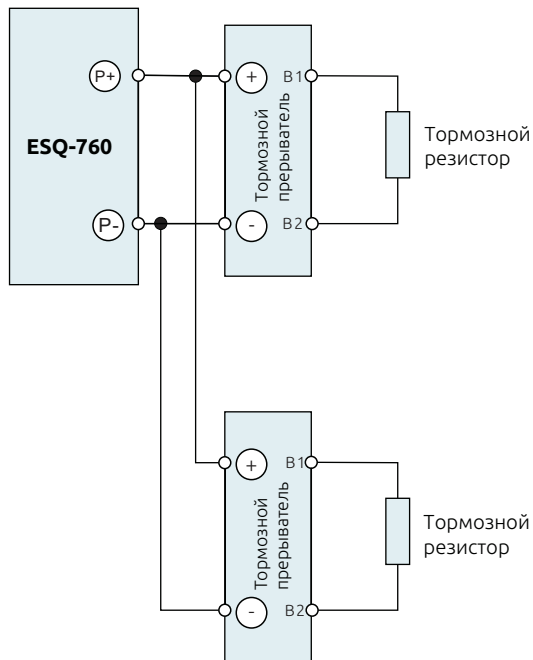 P+
ESQ-760
P-
+
-
Тормозной
прерыватель
B1
B2
Тормозной
резистор
+
-
Тормозной
прерыватель
B1
B2
Тормозной
резистор